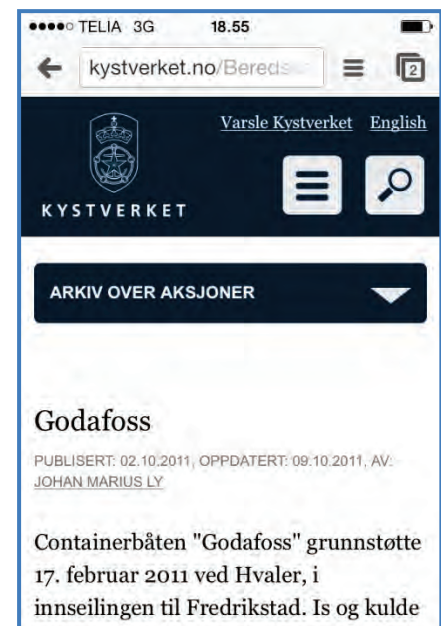 TELIA 3G 18.55
kystverket.no/Bereds
2
Varsle Kystverket English
KYSTVERKET
ARKIV OVER AKSJONER
Godafoss
PUBLISERT: 02.10.2011, OPPDATERT: 09.10.2011, AV:
JOHAN MARIUS LY
Containerbåten "Godafoss" grunnstøtte
17. februar 2011 ved Hvaler, i
innseilingen til Fredrikstad. Is og kulde